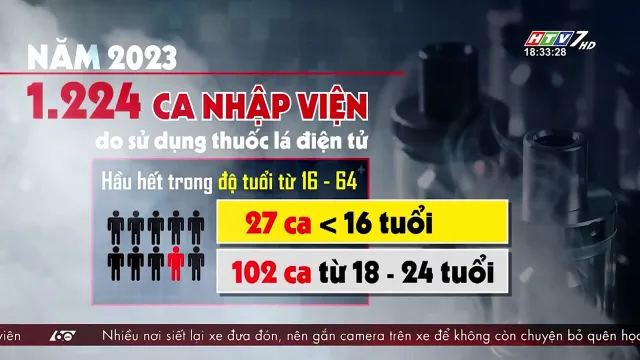 NĂM 2023
HTV7 HD
18:33:28
1.224 CA NHẬP VIỆN
do sử dụng thuốc lá điện tử
Hầu hết trong độ tuổi từ 16 - 64
27 ca < 16 tuổi
102 ca từ 18 - 24 tuổi
viên
60
Nhiều nơi siết lại xe đưa đón, nên gắn camera trên xe để không còn chuyện bỏ quên học